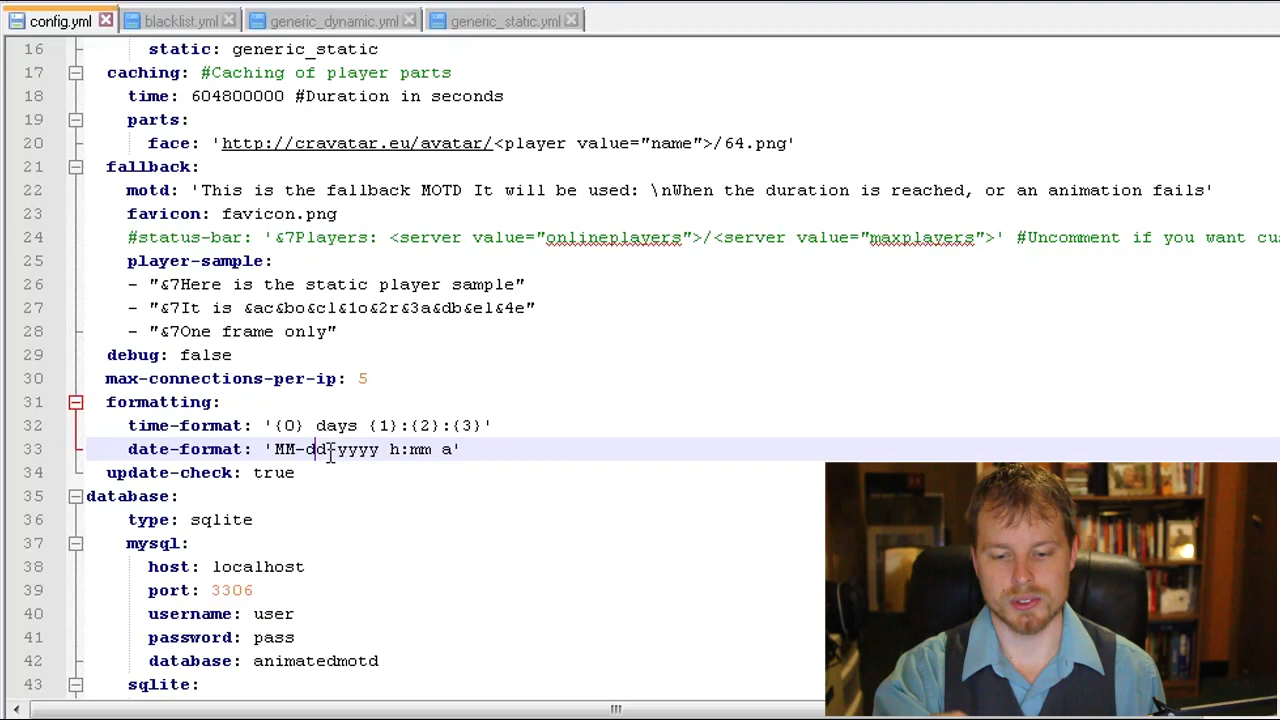 config.yml blacklist.yml generic_dynamic.yml generic_static.yml
16 static: generic_static
17 caching: #Caching of player parts
18 time: 604800000 #Duration in seconds
19 parts:
20 face: 'http://cravatar.eu/avatar/<player value="name">/64.png'
21 fallback:
22 motd: 'This is the fallback MOTD It will be used: \nWhen the duration is reached, or an animation fails'
23 favicon: favicon.png
24 #status-bar: '&7Players: <server value="onlineplayers">/<server value="maxplayers">' #Uncomment if you want cu
25 player-sample:
26 - "&7Here is the static player sample"
27 - "&7It is &ac&bo&cl&1o&2r&3a&db&el&4e"
28 - "&7One frame only"
29 debug: false
30 max-connections-per-ip: 5
31 formatting:
32 time-format: '{0} days {1}:{2}:{3}'
33 date-format: 'MM-dd-yyyy h:mm a'
34 update-check: true
35 database:
36 type: sqlite
37 mysql:
38 host: localhost
39 port: 3306
40 username: user
41 password: pass
42 database: animatedmotd
43 sqlite: